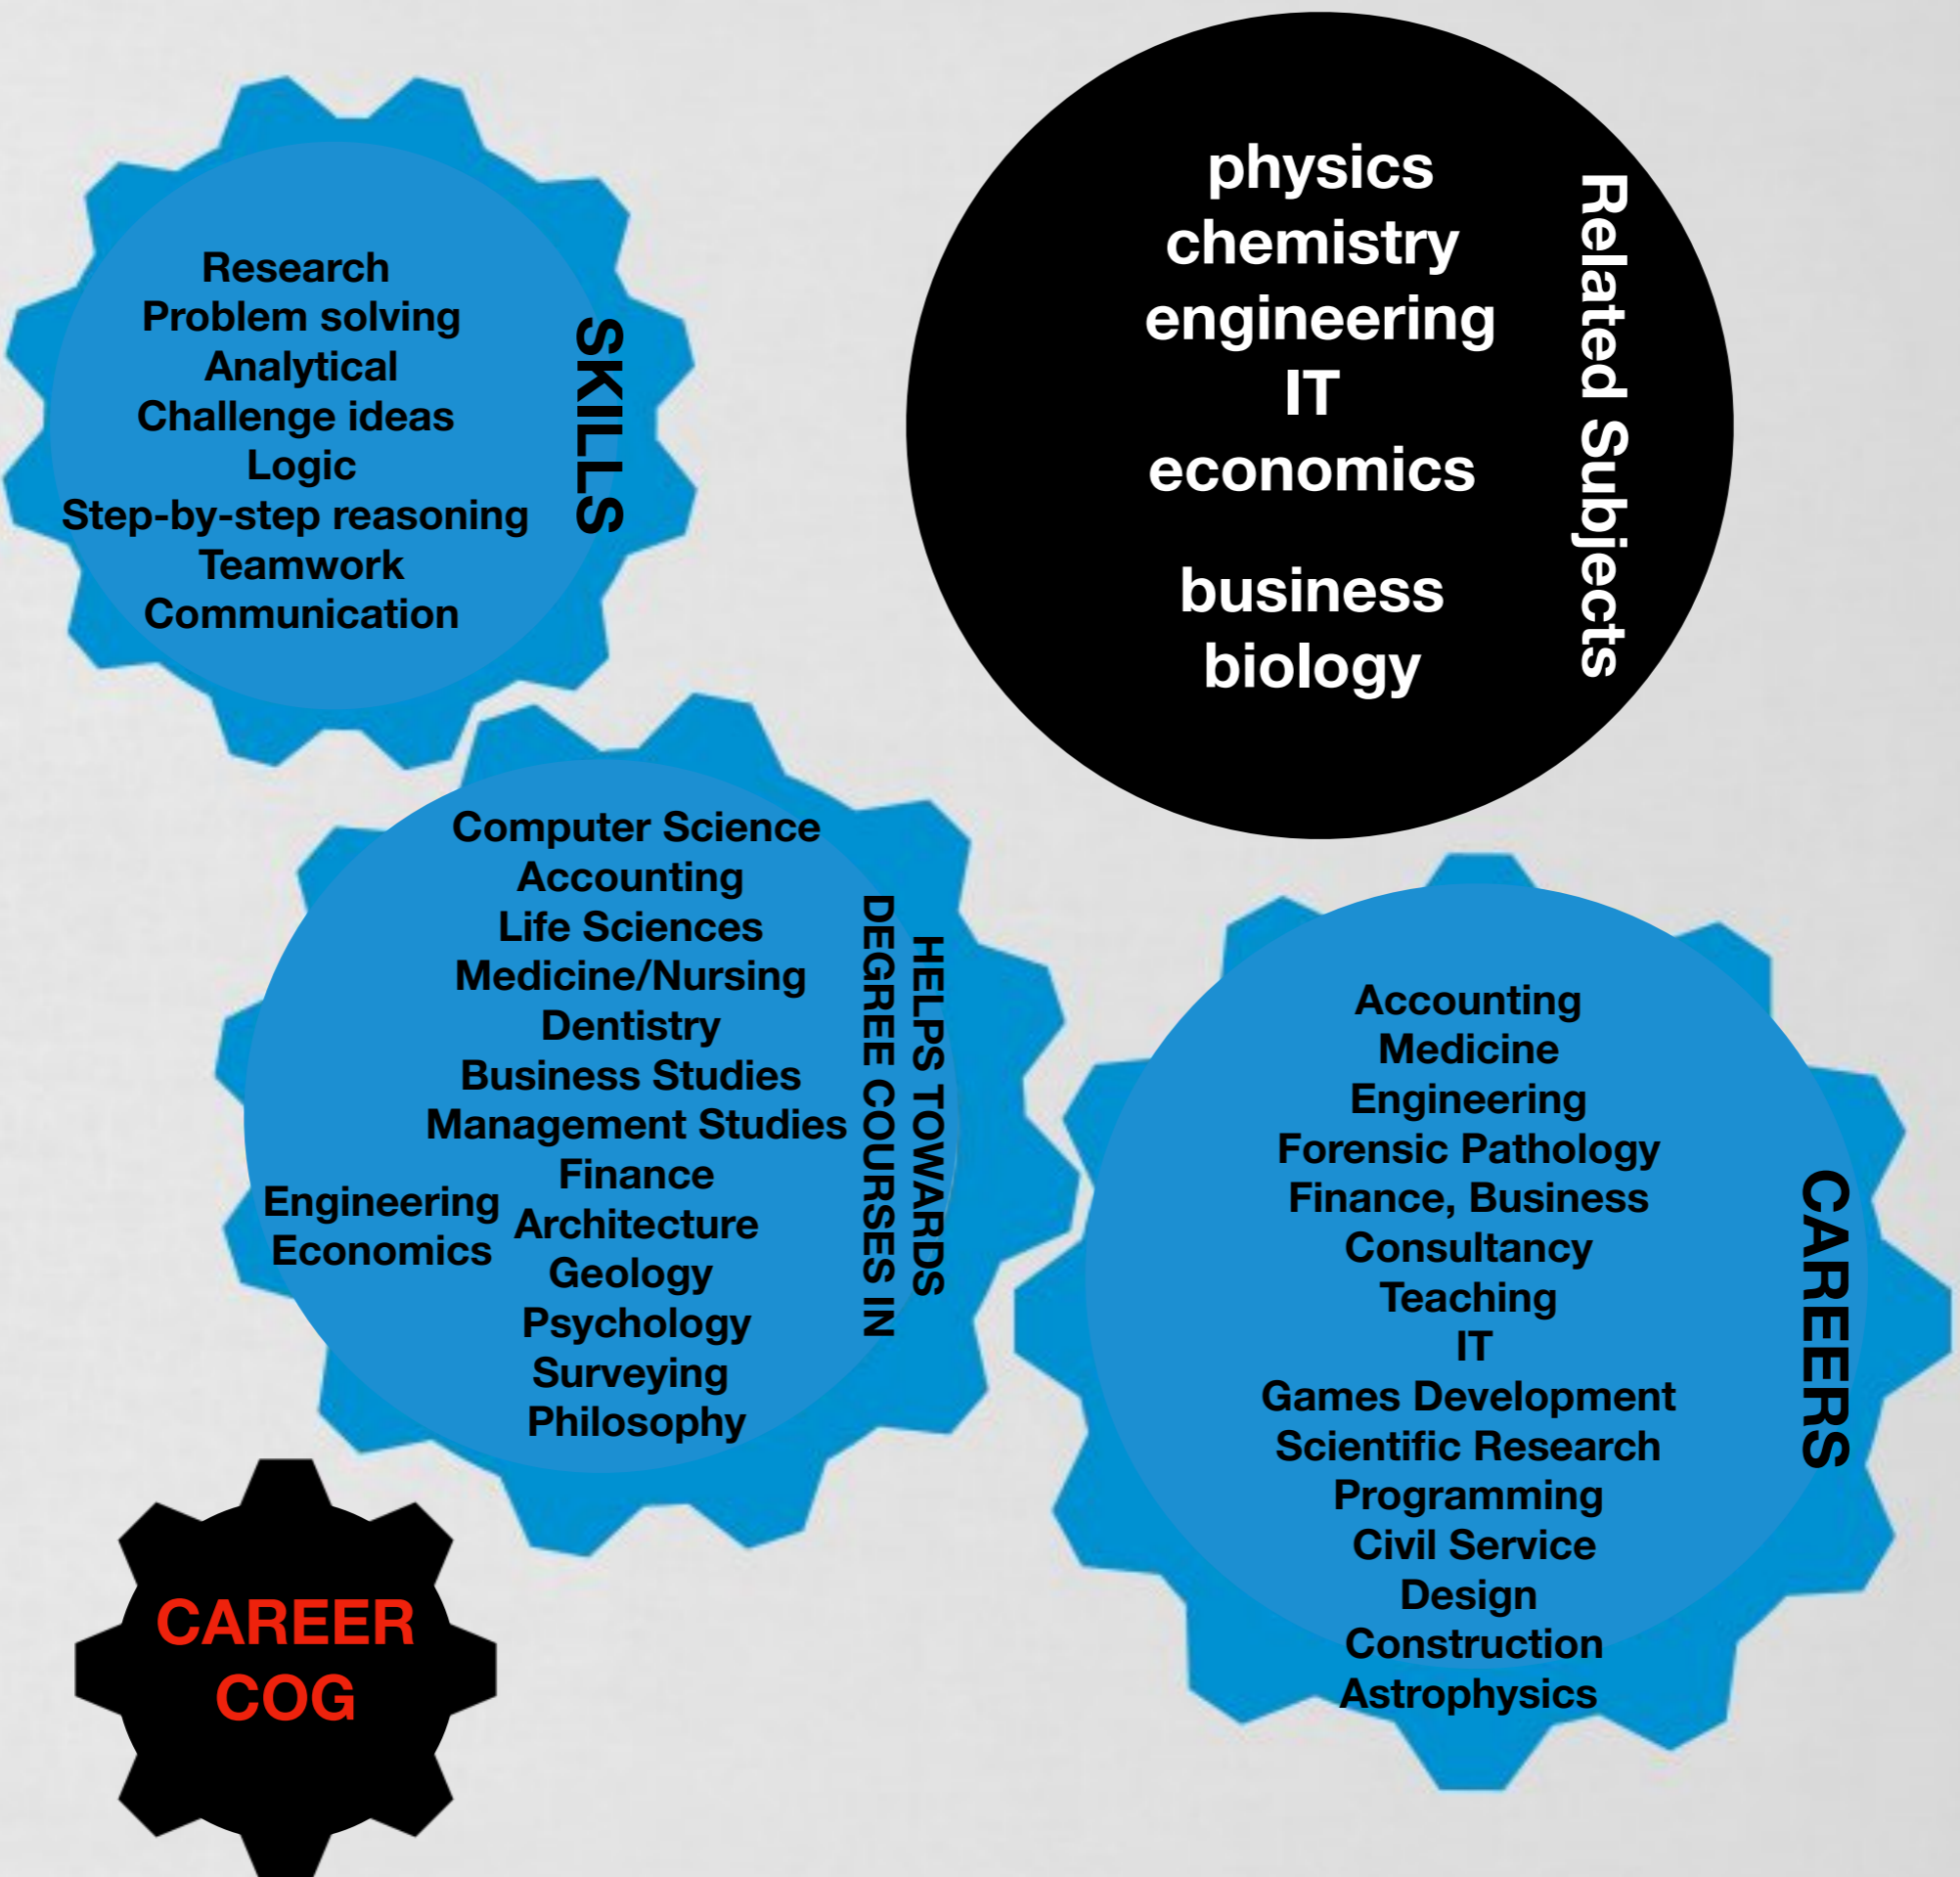 Research
Problem solving
Analytical
Challenge ideas
Logic
Step-by-step reasoning
Teamwork
Communication
SKILLS
physics
chemistry
engineering
IT
economics
business
biology
Related Subjects
Computer Science
Accounting
Life Sciences
Medicine/Nursing
Dentistry
Business Studies
Management Studies
Finance
Architecture
Geology
Psychology
Surveying
Philosophy
Engineering
Economics
HELPS TOWARDS
DEGREE COURSES IN
Accounting
Medicine
Engineering
Forensic Pathology
Finance, Business
Consultancy
Teaching
IT
Games Development
Scientific Research
Programming
Civil Service
Design
Construction
Astrophysics
CAREERS
CAREER
COG